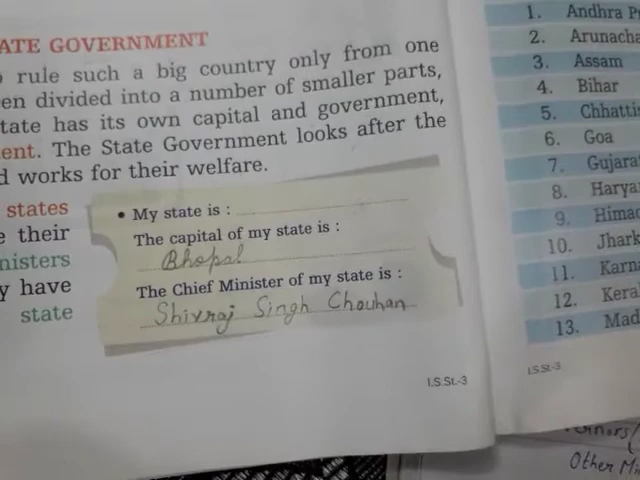 ATE GOVERNMENT
rule such a big country only from one
en divided into a number of smaller parts,
tate has its own capital and government,
ent. The State Government looks after the
d works for their welfare.
states
e their
nisters
y have
state
• My state is :
The capital of my state is :
Bhopal
The Chief Minister of my state is :
Shivraj Singh Chouhan
I.S.St.-3
1. Andhra P
2. Arunacha
3. Assam
4. Bihar
5. Chhattis
6. Goa
7. Gujara
8. Harya
9. Himac
10. Jhark
11. Karna
12. Keral
13. Mad
I.S.St.-3
Other Mi